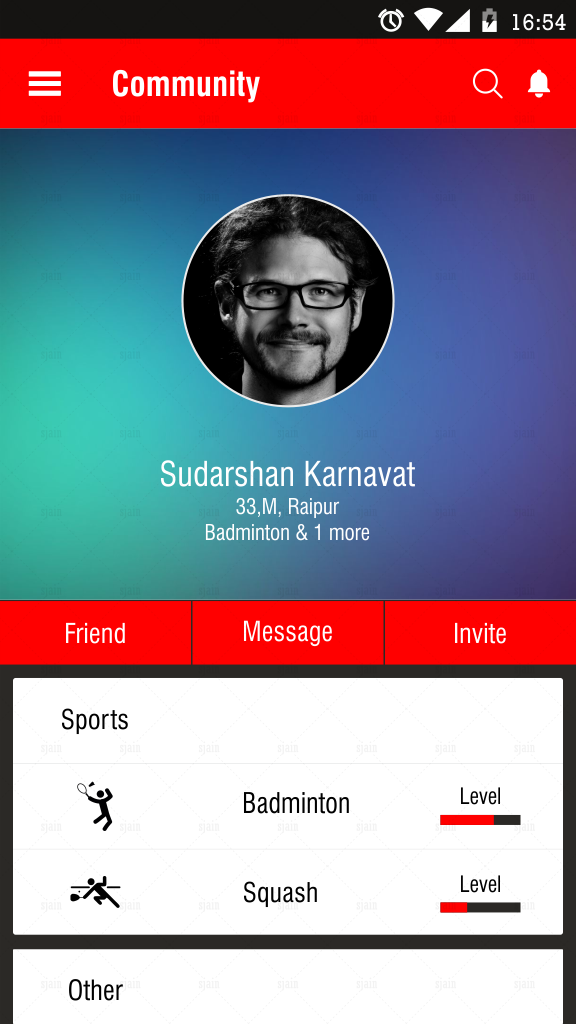 16:54
Community
Sudarshan Karnavat
33,M, Raipur
Badminton & 1 more
Friend
Message
Invite
Sports
Badminton
Level
Squash
Level
Other
sjain